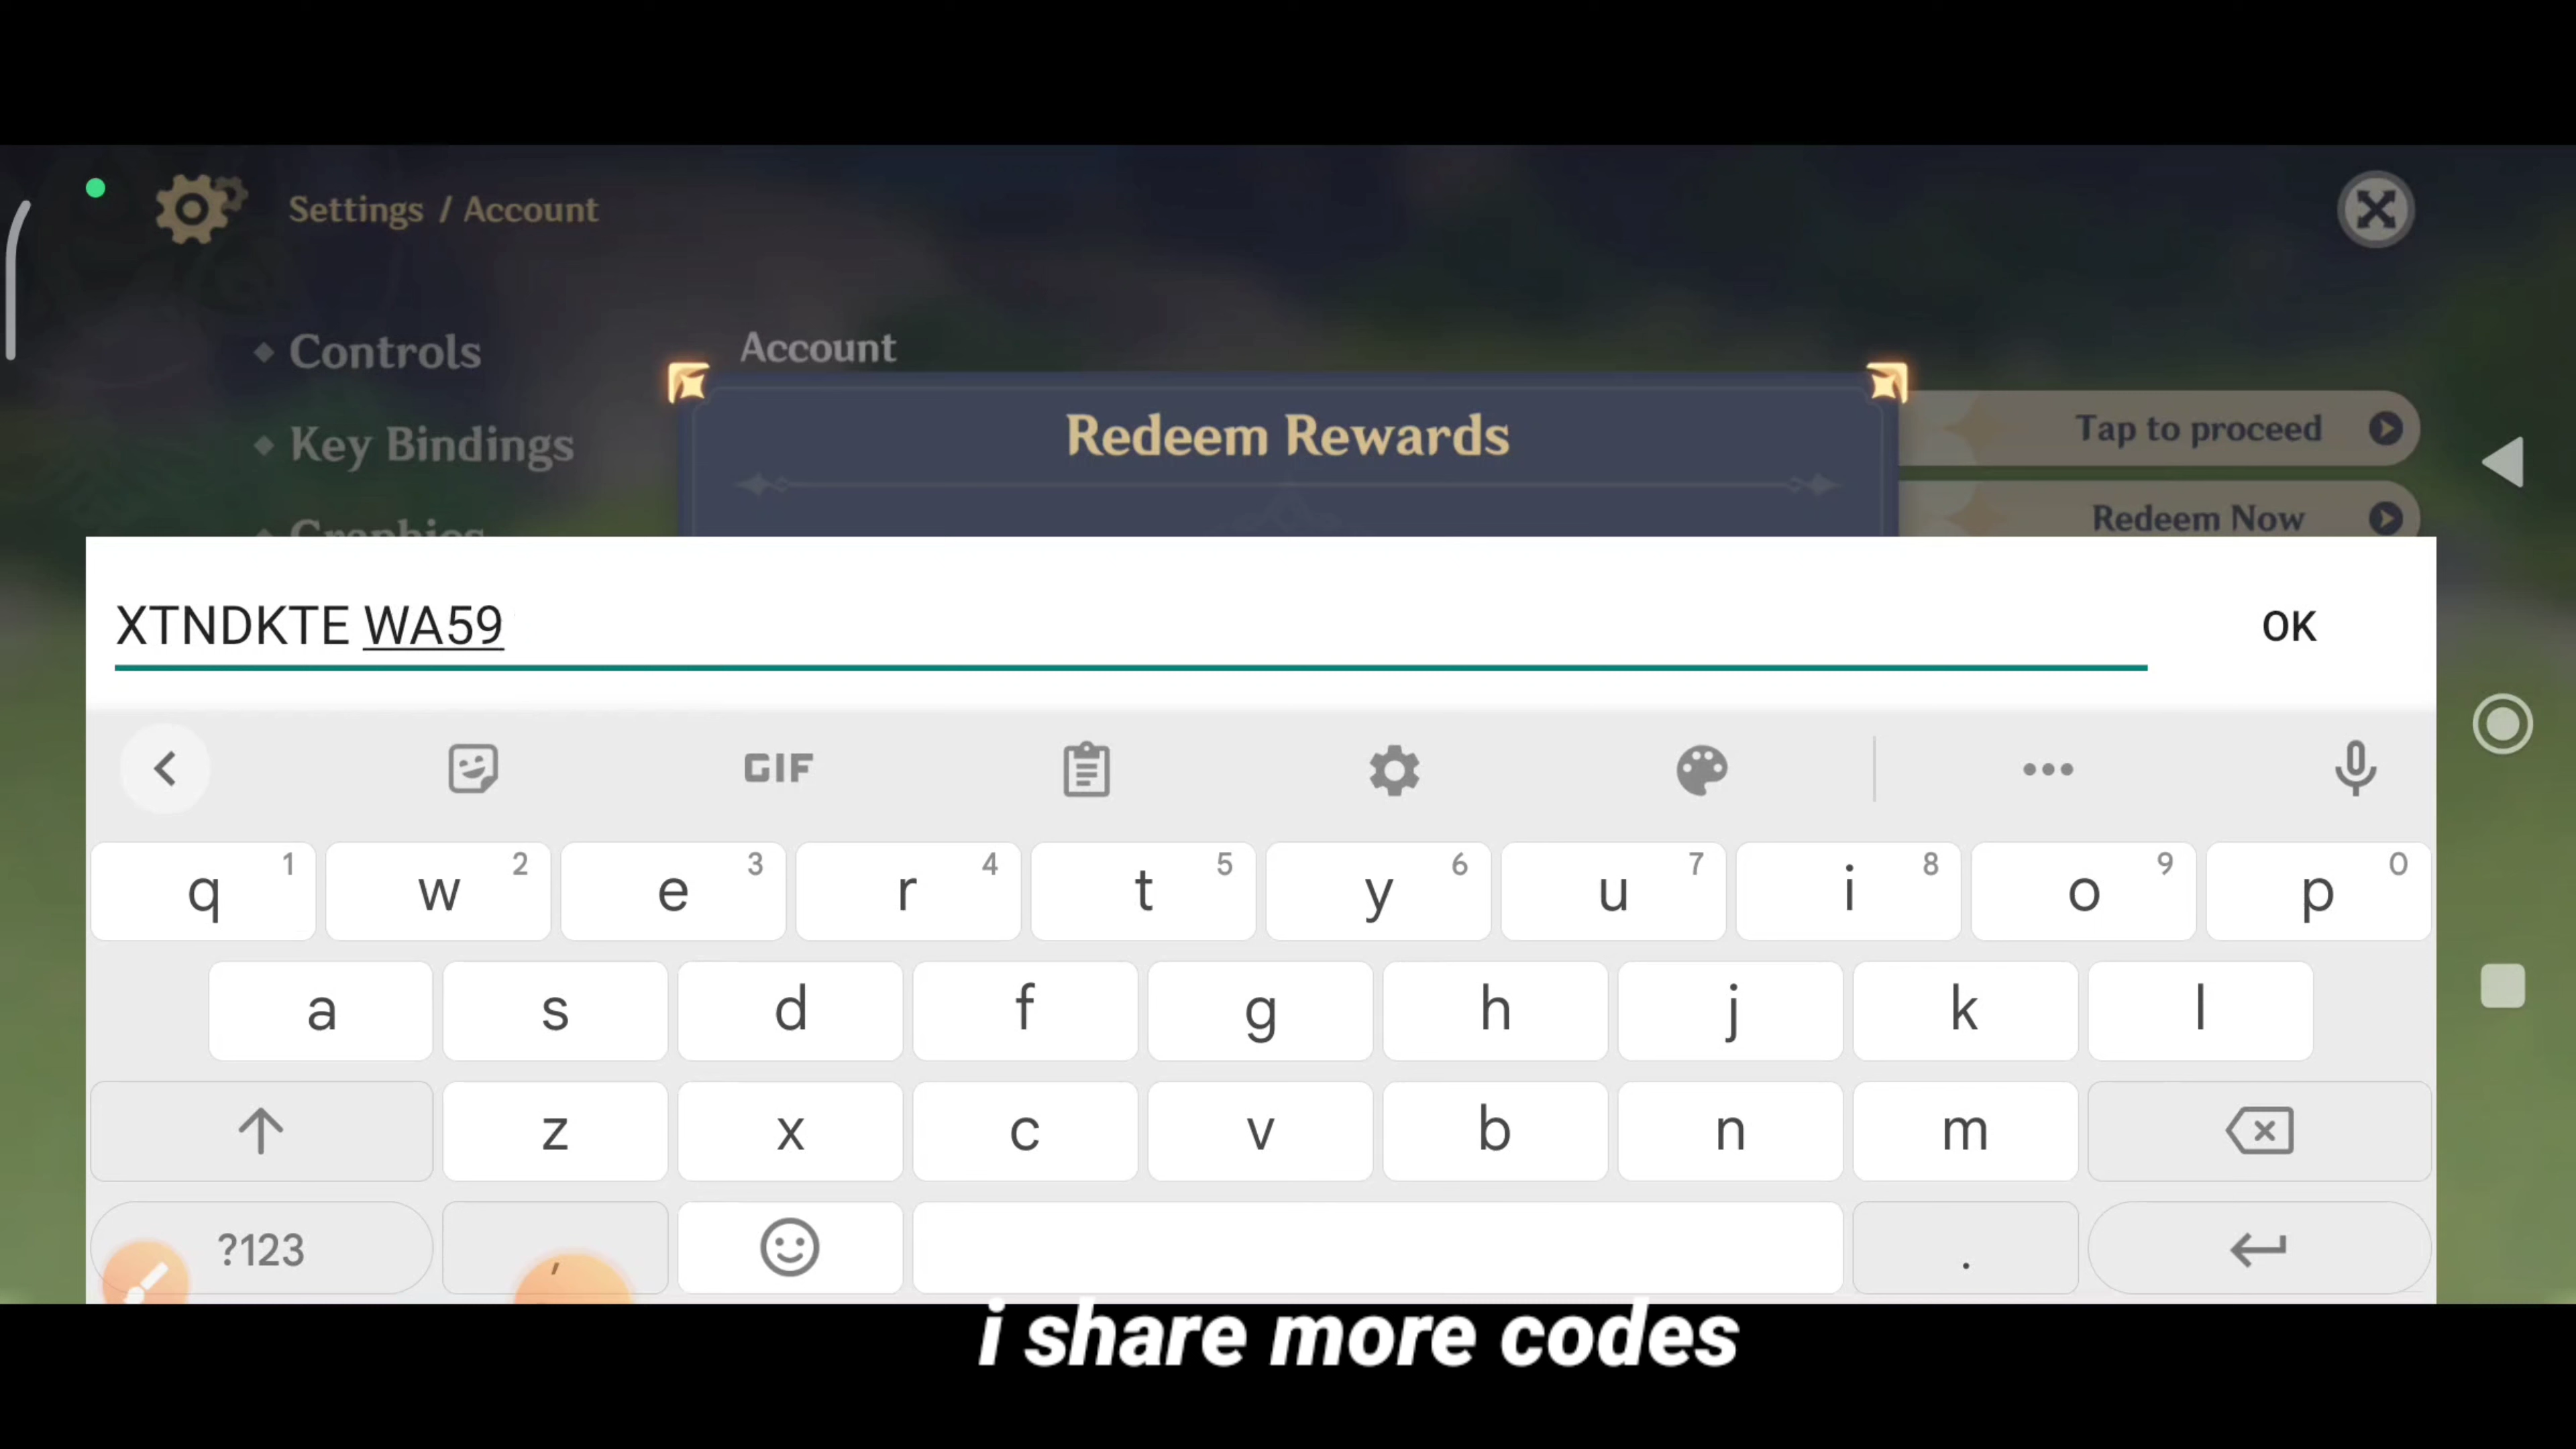 Settings / Account
Controls
Account
Key Bindings
Redeem Rewards
Tap to proceed
Graphics
Redeem Now
XTNDKTE WA59
OK
GIF
q 1 w 2 e 3 r 4 t 5 y 6 u 7 i 8 o 9 p 0
a s d f g h j k l
z x c v b n m
?123 , .
i share more codes